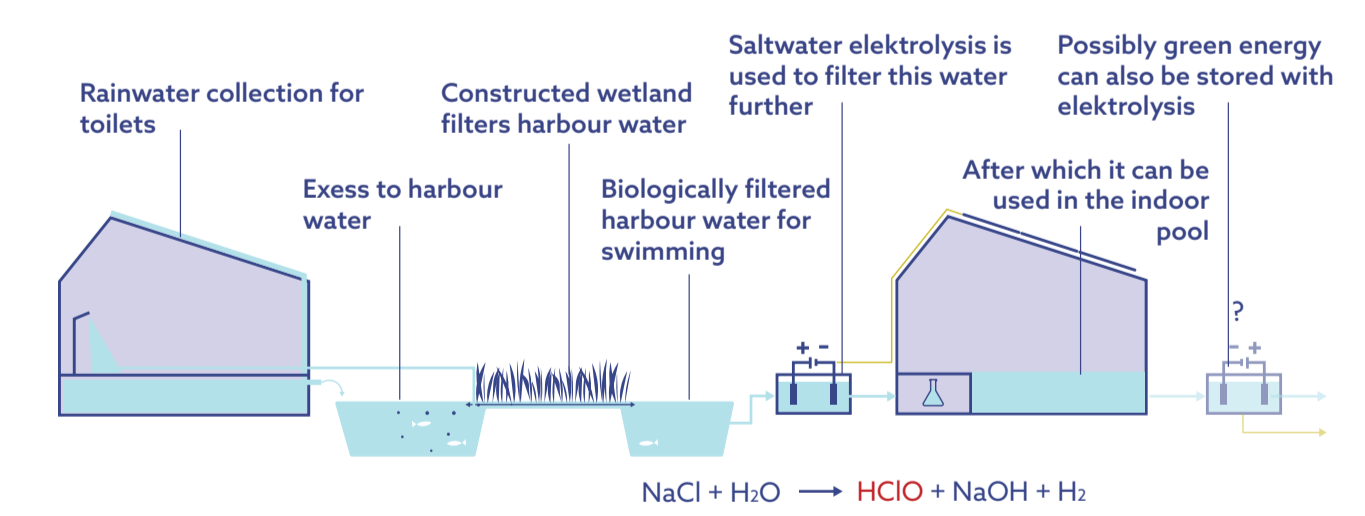 Rainwater collection for
toilets
Exess to harbour
water
Constructed wetland
filters harbour water
Biologically filtered
harbour water for
swimming
Saltwater elektrolysis is
used to filter this water
further
After which it can be
used in the indoor
pool
Possibly green energy
can also be stored with
elektrolysis
?
+ -
- +
NaCl + H₂O ⟶ HClO + NaOH + H₂